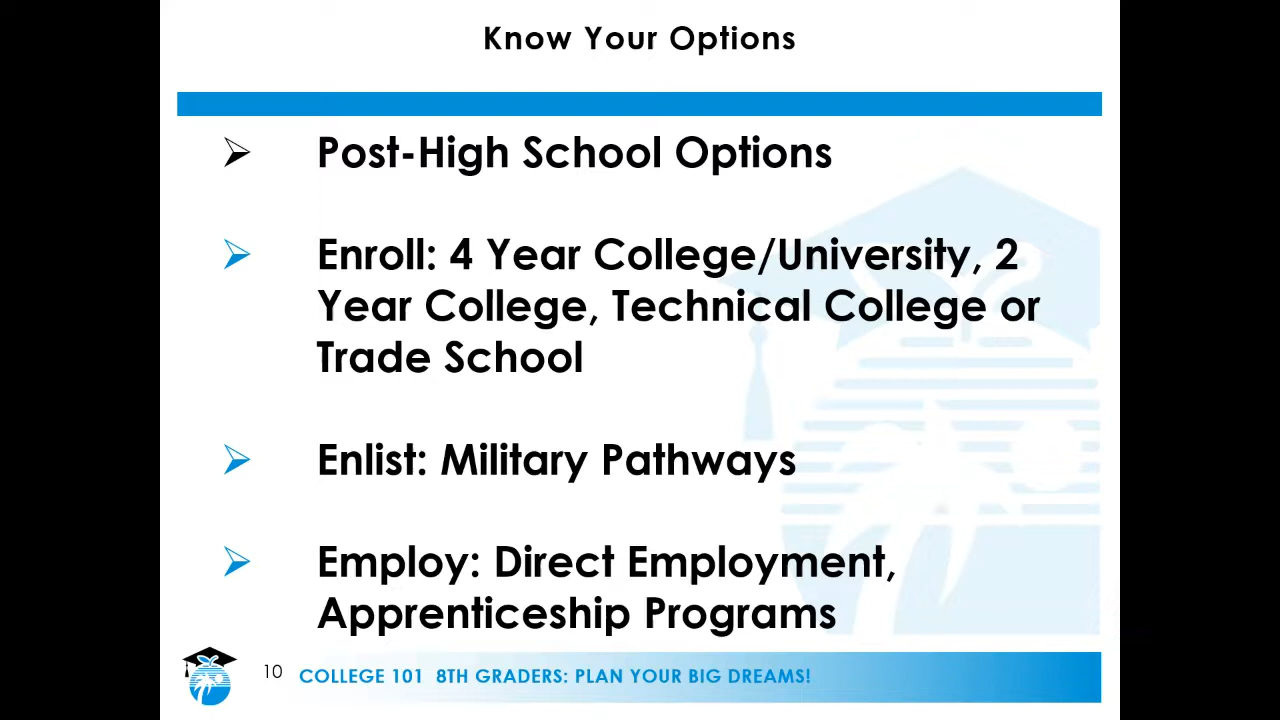 Know Your Options
Post-High School Options
Enroll: 4 Year College/University, 2
Year College, Technical College or
Trade School
Enlist: Military Pathways
Employ: Direct Employment,
Apprenticeship Programs
10 COLLEGE 101 8TH GRADERS: PLAN YOUR BIG DREAMS!